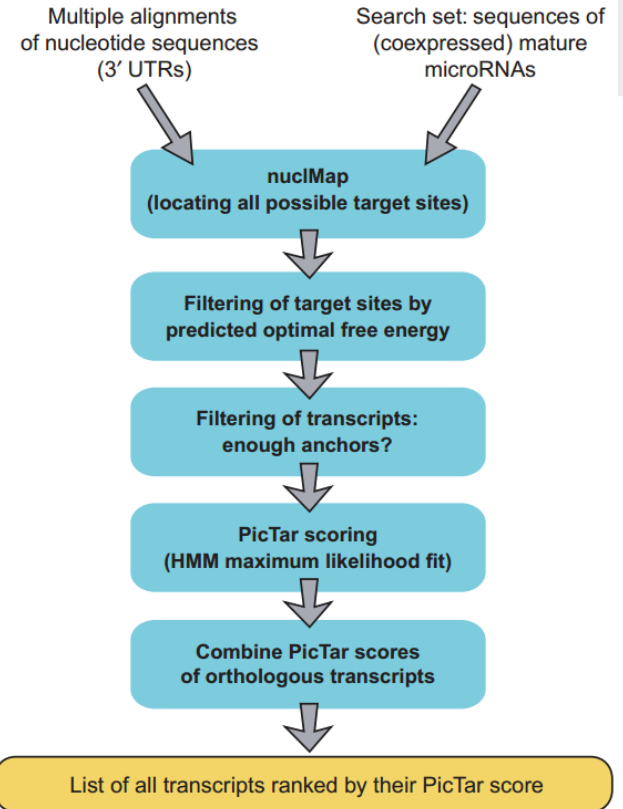 Multiple alignments
of nucleotide sequences
(3′ UTRs)
Search set: sequences of
(coexpressed) mature
microRNAs
nuclMap
(locating all possible target sites)
Filtering of target sites by
predicted optimal free energy
Filtering of transcripts:
enough anchors?
PicTar scoring
(HMM maximum likelihood fit)
Combine PicTar scores
of orthologous transcripts
List of all transcripts ranked by their PicTar score